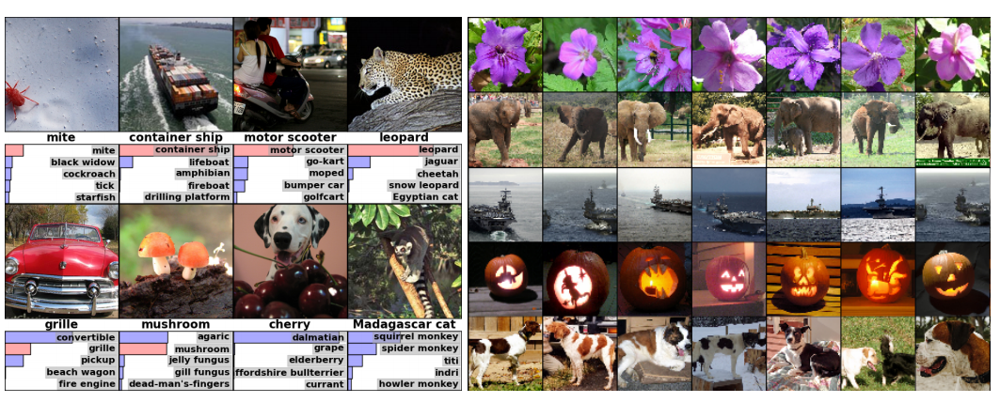 mite
container ship
motor scooter
leopard
mite
black widow
cockroach
tick
starfish
container ship
lifeboat
amphibian
fireboat
drilling platform
motor scooter
go-kart
moped
bumper car
golfcart
leopard
jaguar
cheetah
snow leopard
Egyptian cat
grille
mushroom
cherry
Madagascar cat
convertible
grille
pickup
beach wagon
fire engine
agaric
mushroom
jelly fungus
gill fungus
dead-man's-fingers
dalmatian
grape
elderberry
ffordshire bullterrier
currant
squirrel monkey
spider monkey
titi
indri
howler monkey